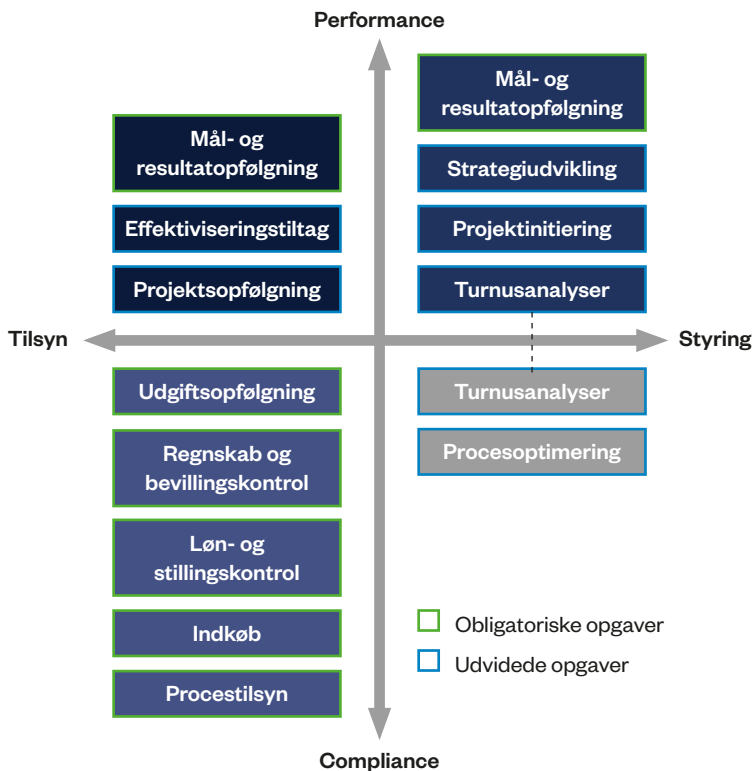 Performance
Mål- og
resultatopfølgning
Effektiviseringstiltag
Projektsopfølgning
Mål- og
resultatopfølgning
Strategiudvikling
Projektinitiering
Turnusanalyser
Tilsyn
Styring
Udgiftsopfølgning
Regnskab og
bevillingskontrol
Løn- og
stillingskontrol
Indkøb
Procestilsyn
Turnusanalyser
Procesoptimering
Obligatoriske opgaver
Udvidede opgaver
Compliance